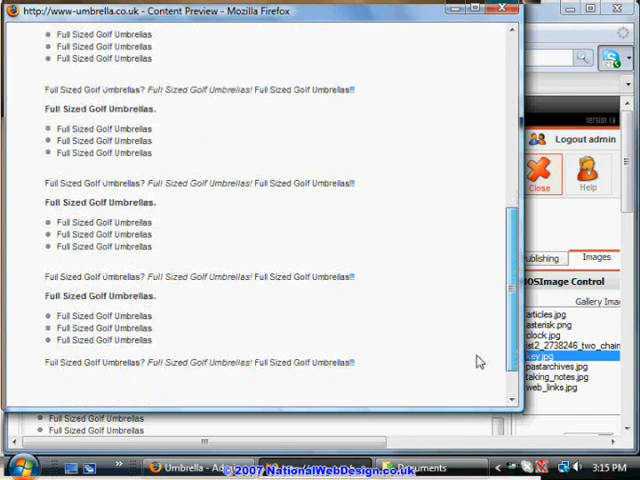 http://www-umbrella.co.uk - Content Preview - Mozilla Firefox
Full Sized Golf Umbrellas
Full Sized Golf Umbrellas
Full Sized Golf Umbrellas
Full Sized Golf Umbrellas? Full Sized Golf Umbrellas! Full Sized Golf Umbrellas!!!
Full Sized Golf Umbrellas.
Full Sized Golf Umbrellas
Full Sized Golf Umbrellas
Full Sized Golf Umbrellas
Full Sized Golf Umbrellas? Full Sized Golf Umbrellas! Full Sized Golf Umbrellas!!!
Full Sized Golf Umbrellas.
Full Sized Golf Umbrellas
Full Sized Golf Umbrellas
Full Sized Golf Umbrellas
Full Sized Golf Umbrellas? Full Sized Golf Umbrellas! Full Sized Golf Umbrellas!!!
Full Sized Golf Umbrellas.
Full Sized Golf Umbrellas
Full Sized Golf Umbrellas
Full Sized Golf Umbrellas
Full Sized Golf Umbrellas? Full Sized Golf Umbrellas! Full Sized Golf Umbrellas!!!
Full Sized Golf Umbrellas
Full Sized Golf Umbrellas
version 1.0
Logout admin
Close
Help
Publishing
Images
MOSImage Control
Gallery Imag
articles.jpg
asterisk.png
clock.jpg
ist2_2738246_two_chain
key.jpg
pastarchives.jpg
taking_notes.jpg
web_links.jpg
Umbrella - Ad
Documents
3:15 PM
© 2007 NationalWebDesign.co.uk